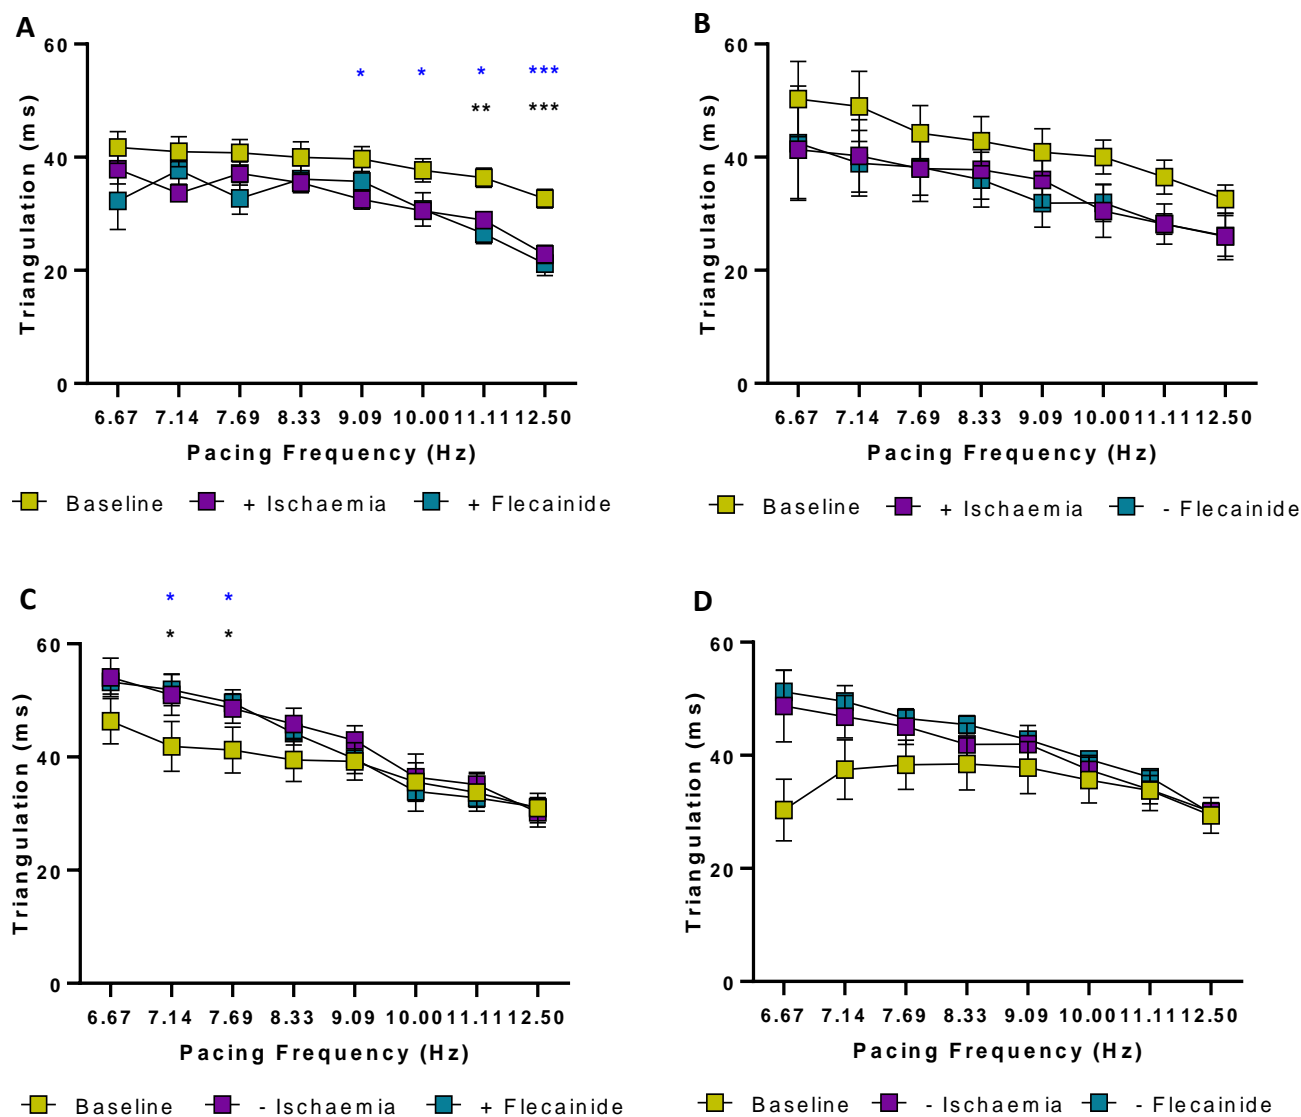 A
60
40
20
0
Triangulation (ms)
* * * ***
** ***
6.67 7.14 7.69 8.33 9.09 10.00 11.11 12.50
Pacing Frequency (Hz)
Baseline + Ischaemia + Flecainide
B
60
40
20
0
Triangulation (ms)
6.67 7.14 7.69 8.33 9.09 10.00 11.11 12.50
Pacing Frequency (Hz)
Baseline + Ischaemia - Flecainide
C
* *
* *
60
40
20
0
Triangulation (ms)
6.67 7.14 7.69 8.33 9.09 10.00 11.11 12.50
Pacing Frequency (Hz)
Baseline - Ischaemia + Flecainide
D
60
40
20
0
Triangulation (ms)
6.67 7.14 7.69 8.33 9.09 10.00 11.11 12.50
Pacing Frequency (Hz)
Baseline - Ischaemia - Flecainide